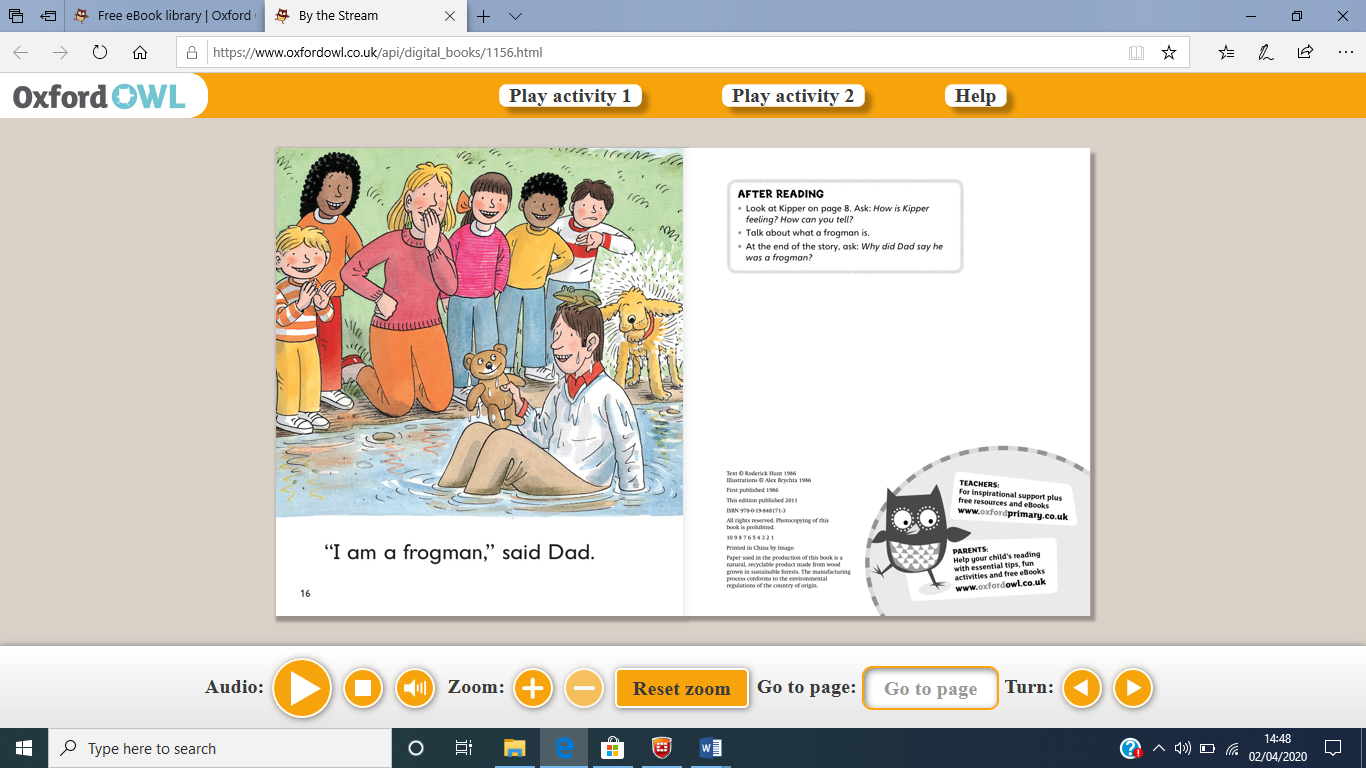 Free eBook library | Oxford
By the Stream
https://www.oxfordowl.co.uk/api/digital_books/1156.html
Oxford OWL
Play activity 1
Play activity 2
Help
“I am a frogman,” said Dad.
16
AFTER READING
• Look at Kipper on page 8. Ask: How is Kipper
feeling? How can you tell?
• Talk about what a frogman is.
• At the end of the story, ask: Why did Dad say he
was a frogman?
Text © Roderick Hunt 1986
Illustrations © Alex Brychta 1986
First published 1986
This edition published 2011
ISBN 978-0-19-848171-3
All rights reserved. Photocopying of this
book is prohibited.
10 9 8 7 6 5 4 3 2 1
Printed in China by Imago
Paper used in the production of this book is a
natural, recyclable product made from wood
grown in sustainable forests. The manufacturing
process conforms to the environmental
regulations of the country of origin.
TEACHERS:
For inspirational support plus
free resources and eBooks
www.oxfordprimary.co.uk
PARENTS:
Help your child's reading
with essential tips, fun
activities and free eBooks
www.oxfordowl.co.uk
Audio:
Zoom:
Reset zoom
Go to page:
Go to page
Turn:
Type here to search
14:48
02/04/2020